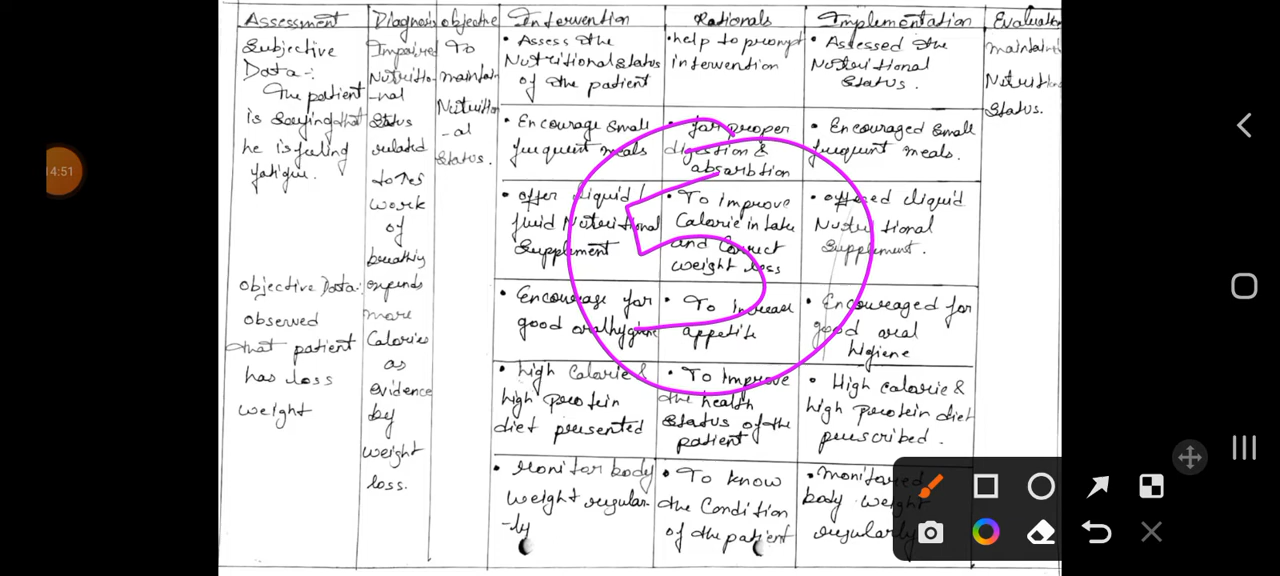 Assessment
Subjective
Data:-
The patient
is saying that
he is feeling
fatigue.
objective Data:
observed
that patient
has loss
weight
Diagnosis
Impaired
Nutritio-
-nal
Status
related
to
work
of
breathing
expends
more
Calories
as
evidence
by
weight
loss.
objective
To
maintain
Nutrition
-al
Status.
Intervention
• Assess the
Nutritional status
of the patient
• Encourage small
frequent meals
• offer liquid /
fluid Nutritional
Supplement
• Encourage for
good oralhygiene
• high Calorie &
high protein
diet presented
• Monitor body
weight regular-
-ly
Rationals
• help to prompt
intervention
• for proper
digestion &
absorbtion
• To improve
Calorie intake
and Correct
weight loss
• To increase
appetite
• To improve
the health
status of the
patient
• To know
the Condition
of the patient
Implementation
• Assessed the
Nutritional
Status.
• Encouraged small
frequent meals.
• offered liquid
Nutritional
Supplement.
• Encouraged for
good oral
higiene
• High calorie &
high protein diet
prescribed.
• Monitored
body weight
regularly
Evaluation
maintained
Nutrition
Status.
5
14:51